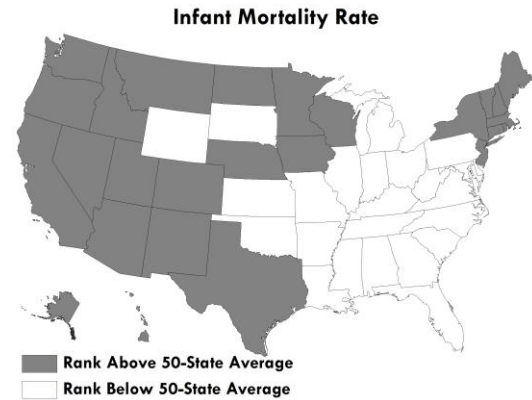 Infant Mortality Rate
Rank Above 50-State Average
Rank Below 50-State Average